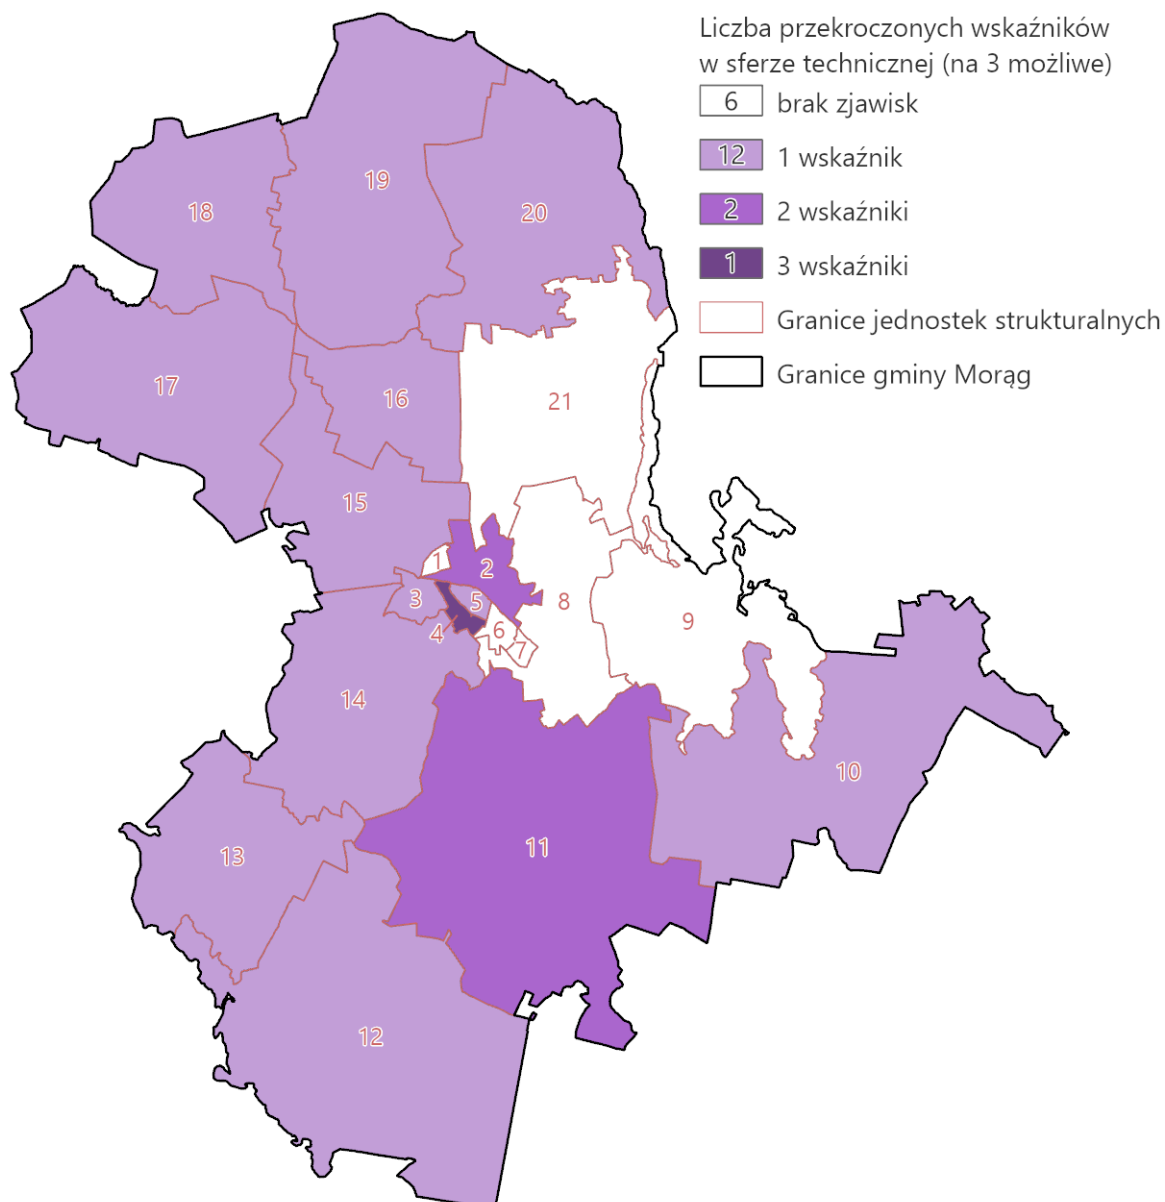 Liczba przekroczonych wskaźników
w sferze technicznej (na 3 możliwe)
6 brak zjawisk
12 1 wskaźnik
2 2 wskaźniki
1 3 wskaźniki
Granice jednostek strukturalnych
Granice gminy Morąg
19
18
20
17
16
21
15
1
2
3
5
8
4
6
9
7
14
10
11
13
12